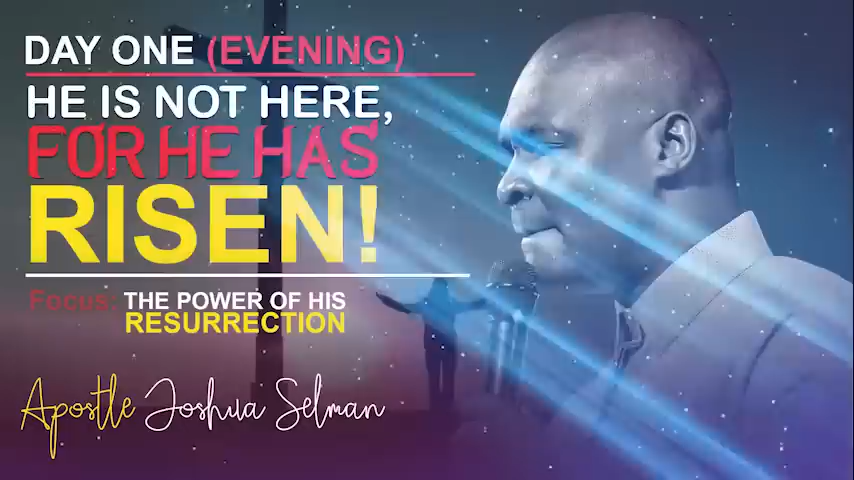 DAY ONE (EVENING)
HE IS NOT HERE,
FOR HE HAS
RISEN!
Focus: THE POWER OF HIS
RESURRECTION
Apostle Joshua Selman